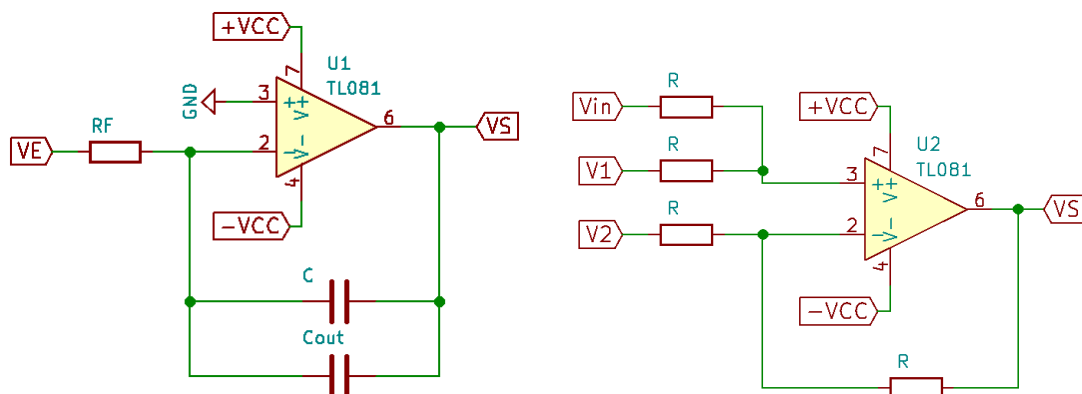 +VCC
U1
TL081
7
GND
3
+
V+
6
VS
RF
VE
2
-
V-
4
-VCC
C
Cout
R
Vin
+VCC
R
U2
TL081
7
V1
3
+
V+
R
6
VS
V2
2
-
V-
4
-VCC
R